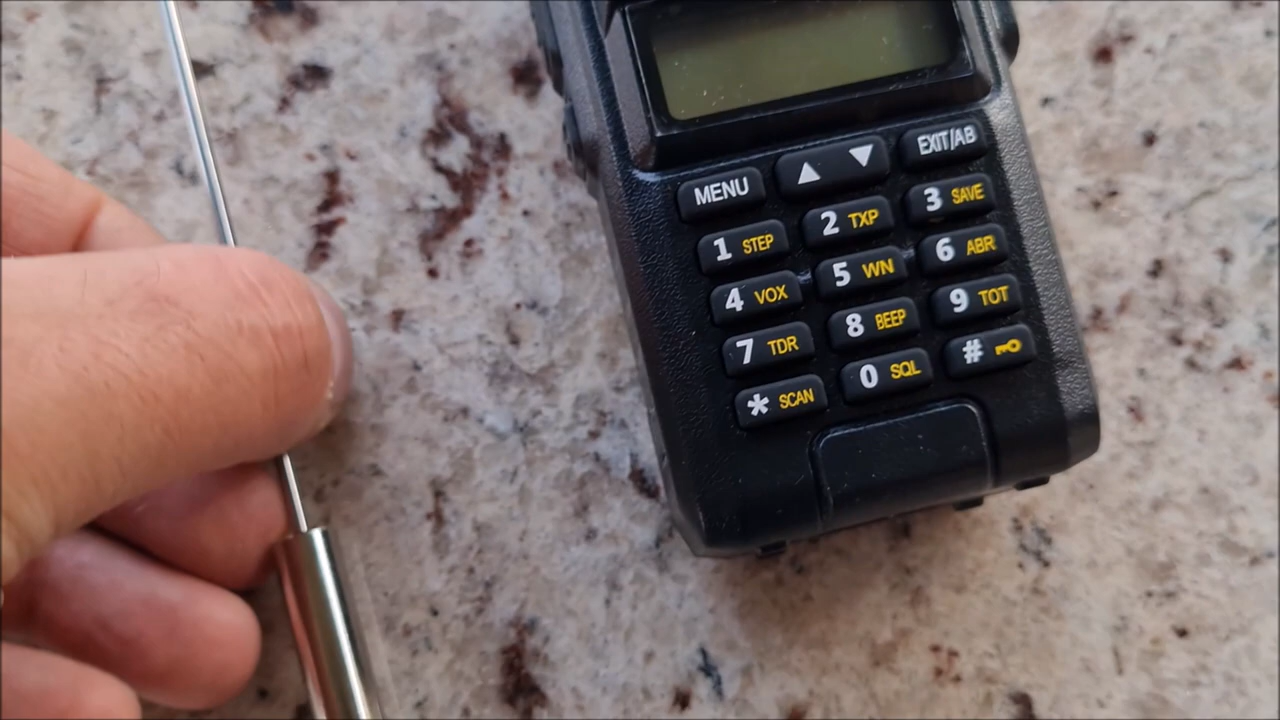 MENU ▲ ▼ EXIT/AB
1 STEP 2 TXP 3 SAVE
4 VOX 5 WN 6 ABR
7 TDR 8 BEEP 9 TOT
* SCAN 0 SQL #